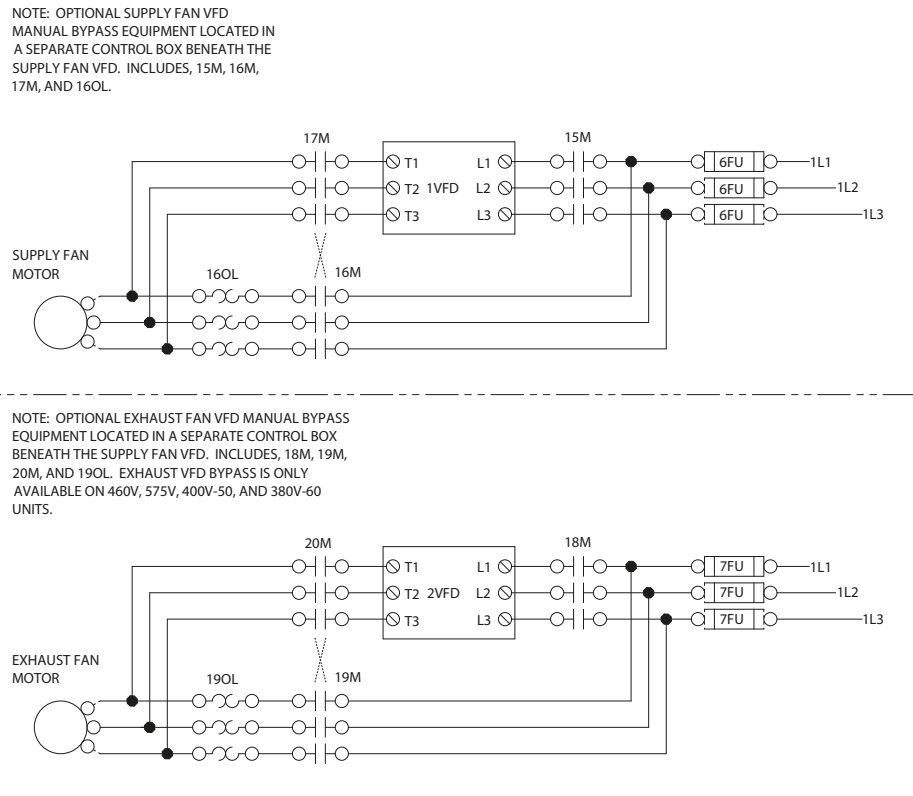 NOTE: OPTIONAL SUPPLY FAN VFD
MANUAL BYPASS EQUIPMENT LOCATED IN
A SEPARATE CONTROL BOX BENEATH THE
SUPPLY FAN VFD. INCLUDES, 15M, 16M,
17M, AND 16OL.
17M
15M
T1
L1
6FU
1L1
T2 1VFD
L2
6FU
1L2
T3
L3
6FU
1L3
SUPPLY FAN
MOTOR
16OL
16M
NOTE: OPTIONAL EXHAUST FAN VFD MANUAL BYPASS
EQUIPMENT LOCATED IN A SEPARATE CONTROL BOX
BENEATH THE SUPPLY FAN VFD. INCLUDES, 18M, 19M,
20M, AND 19OL. EXHAUST VFD BYPASS IS ONLY
AVAILABLE ON 460V, 575V, 400V-50, AND 380V-60
UNITS.
20M
18M
T1
L1
7FU
1L1
T2 2VFD
L2
7FU
1L2
T3
L3
7FU
1L3
EXHAUST FAN
MOTOR
19OL
19M